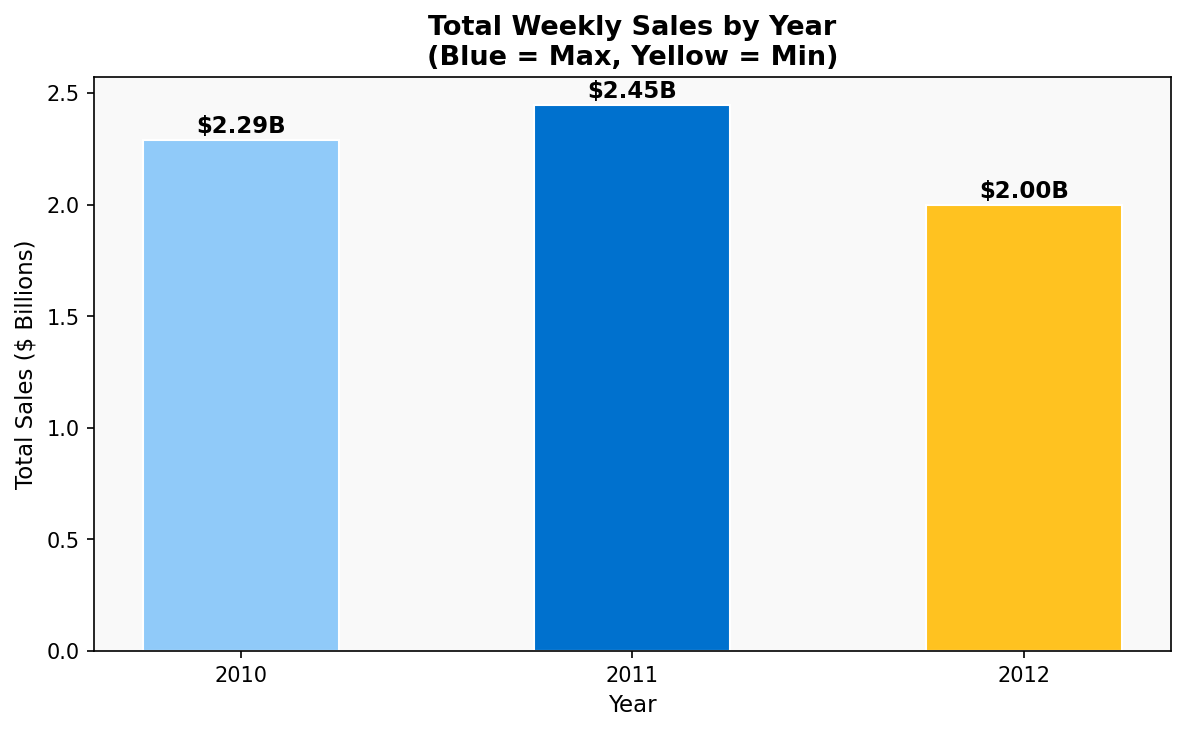 Total Weekly Sales by Year
(Blue = Max, Yellow = Min)
$2.45B
$2.29B
$2.00B
2.5
2.0
1.5
1.0
0.5
0.0
Total Sales ($ Billions)
2010
2011
2012
Year